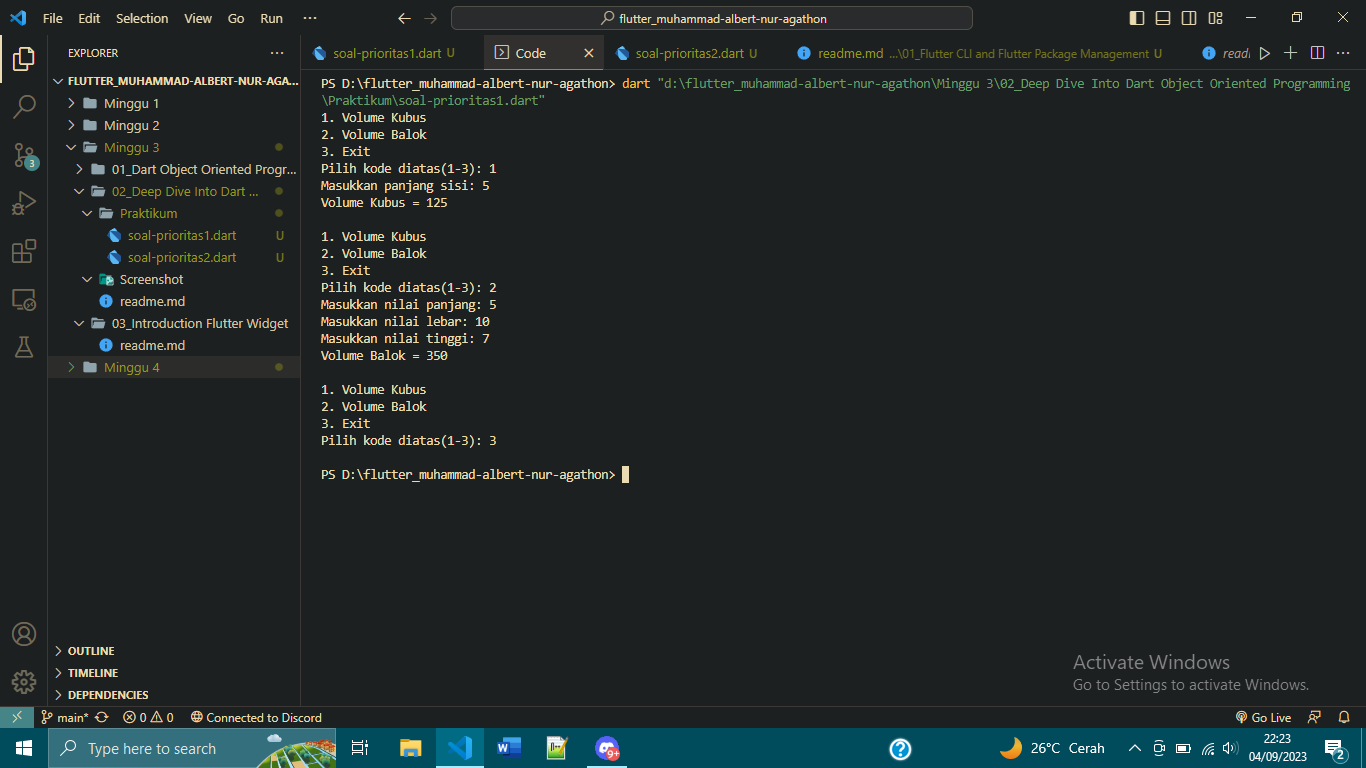 File Edit Selection View Go Run ···
flutter_muhammad-albert-nur-agathon
EXPLORER ···
FLUTTER_MUHAMMAD-ALBERT-NUR-AGA...
Minggu 1
Minggu 2
Minggu 3
01_Dart Object Oriented Progr...
02_Deep Dive Into Dart ...
Praktikum
soal-prioritas1.dart U
soal-prioritas2.dart U
Screenshot
readme.md
03_Introduction Flutter Widget
readme.md
Minggu 4
OUTLINE
TIMELINE
DEPENDENCIES
3
soal-prioritas1.dart U Code soal-prioritas2.dart U readme.md ...\01_Flutter CLI and Flutter Package Management U readı
PS D:\flutter_muhammad-albert-nur-agathon> dart "d:\flutter_muhammad-albert-nur-agathon\Minggu 3\02_Deep Dive Into Dart Object Oriented Programming
\Praktikum\soal-prioritas1.dart"
1. Volume Kubus
2. Volume Balok
3. Exit
Pilih kode diatas(1-3): 1
Masukkan panjang sisi: 5
Volume Kubus = 125
1. Volume Kubus
2. Volume Balok
3. Exit
Pilih kode diatas(1-3): 2
Masukkan nilai panjang: 5
Masukkan nilai lebar: 10
Masukkan nilai tinggi: 7
Volume Balok = 350
1. Volume Kubus
2. Volume Balok
3. Exit
Pilih kode diatas(1-3): 3
PS D:\flutter_muhammad-albert-nur-agathon>
Activate Windows
Go to Settings to activate Windows.
main* 0 0 Connected to Discord Go Live
Type here to search
9+
26°C Cerah
22:23
04/09/2023
2